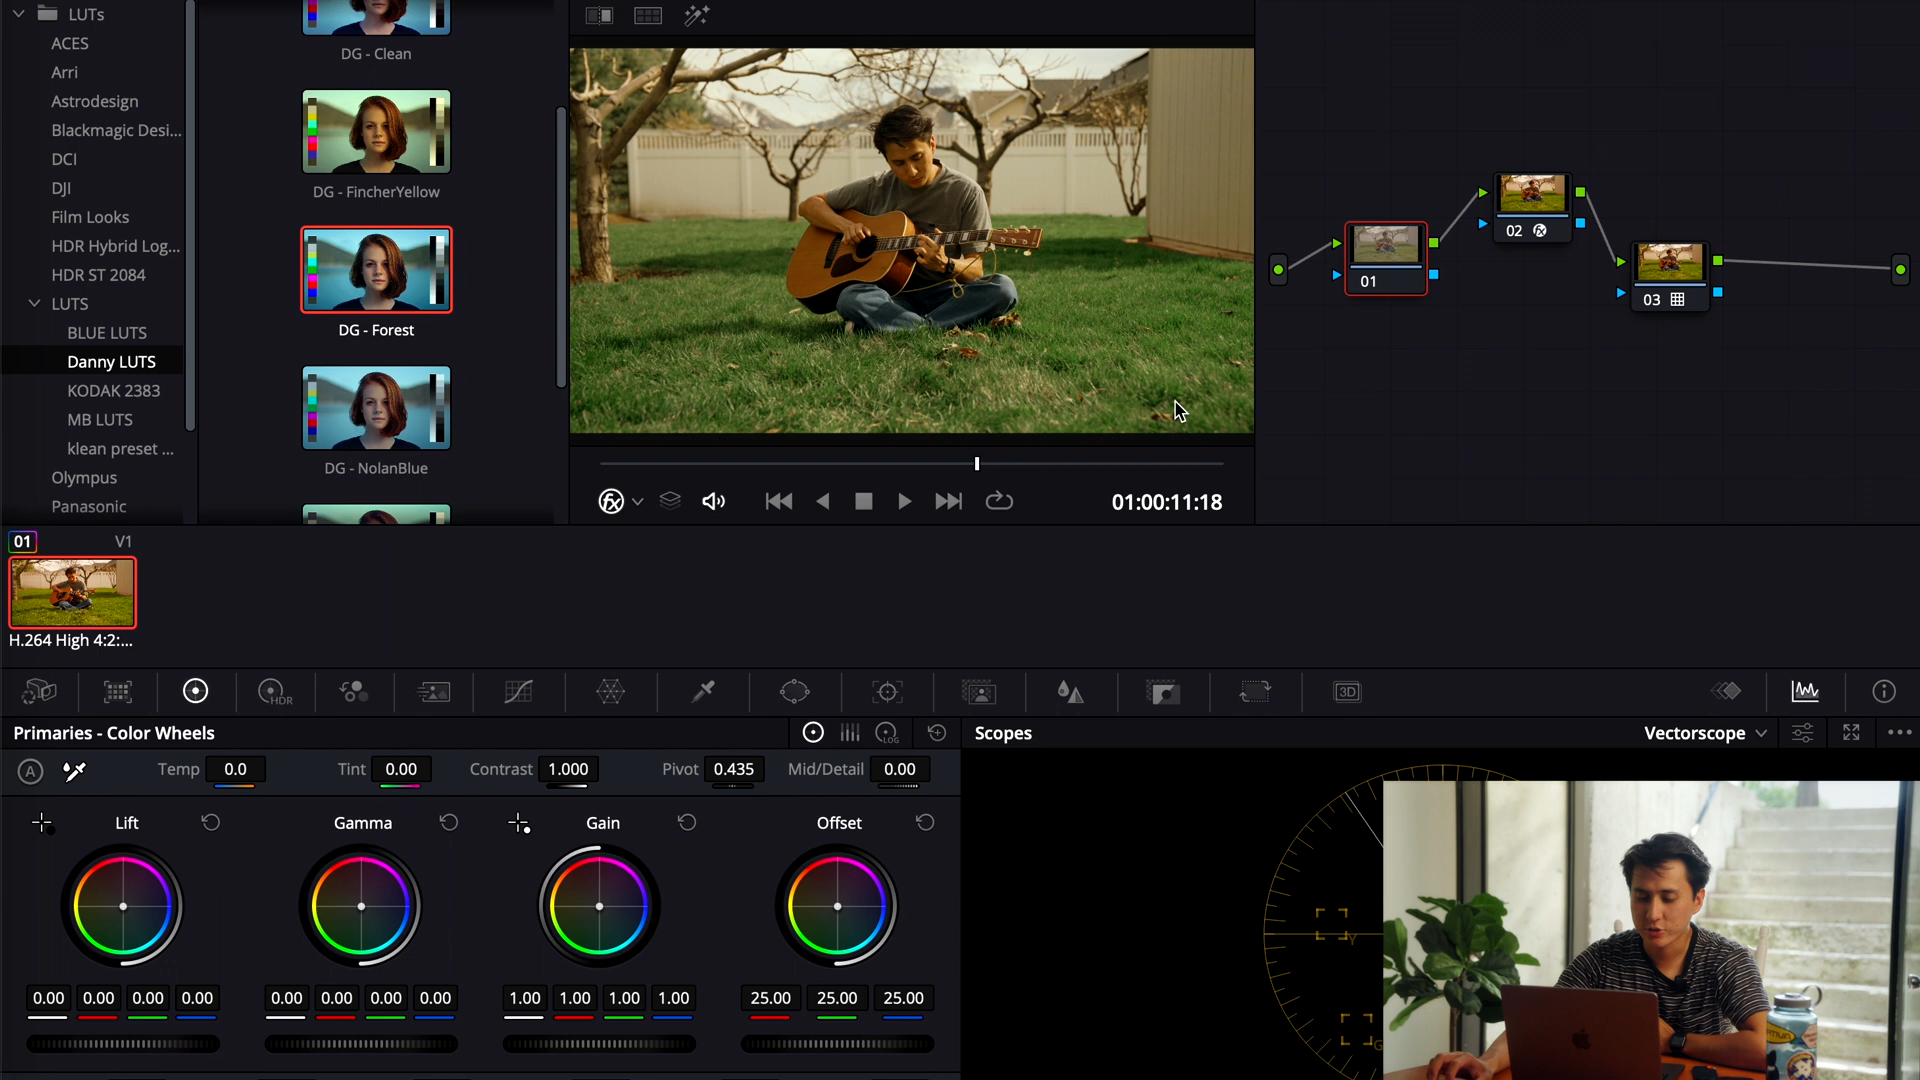 LUTs
ACES
Arri
Astrodesign
Blackmagic Desi...
DCI
DJI
Film Looks
HDR Hybrid Log...
HDR ST 2084
LUTS
BLUE LUTS
Danny LUTS
KODAK 2383
MB LUTS
klean preset ...
Olympus
Panasonic
DG - Clean
DG - FincherYellow
DG - Forest
DG - NolanBlue
fx
01:00:11:18
01
02 fx
03
01 V1
H.264 High 4:2:...
HDR
3D
Primaries - Color Wheels
LOG
Scopes
Vectorscope
A
Temp 0.0
Tint 0.00
Contrast 1.000
Pivot 0.435
Mid/Detail 0.00
Lift
Gamma
Gain
Offset
0.00 0.00 0.00 0.00
0.00 0.00 0.00 0.00
1.00 1.00 1.00 1.00
25.00 25.00 25.00
Y
G